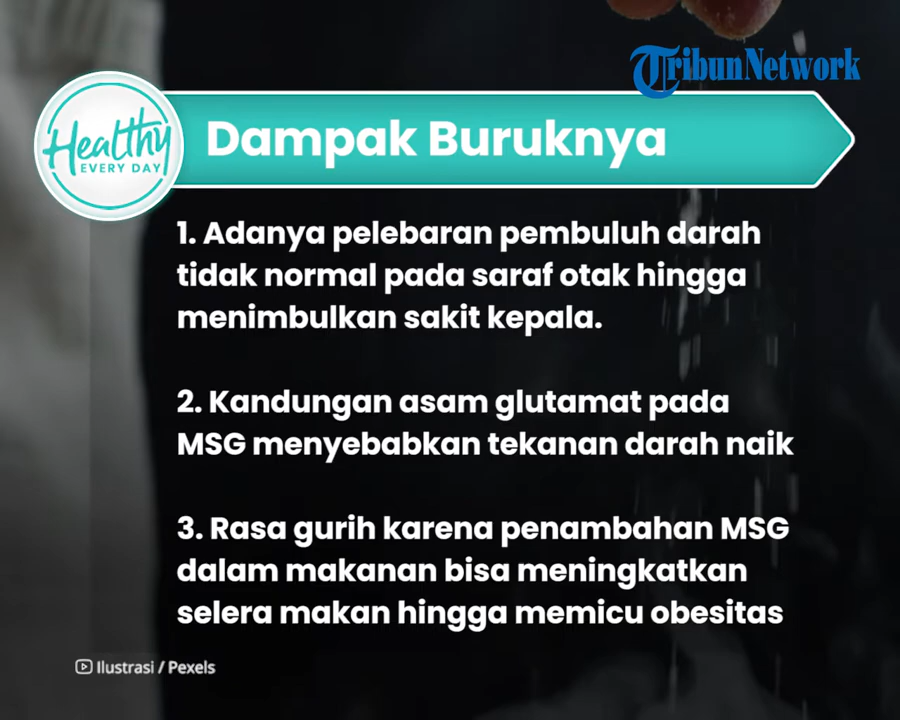 TribunNetwork
Healthy
EVERY DAY
Dampak Buruknya
1. Adanya pelebaran pembuluh darah
tidak normal pada saraf otak hingga
menimbulkan sakit kepala.
2. Kandungan asam glutamat pada
MSG menyebabkan tekanan darah naik
3. Rasa gurih karena penambahan MSG
dalam makanan bisa meningkatkan
selera makan hingga memicu obesitas
Ilustrasi / Pexels